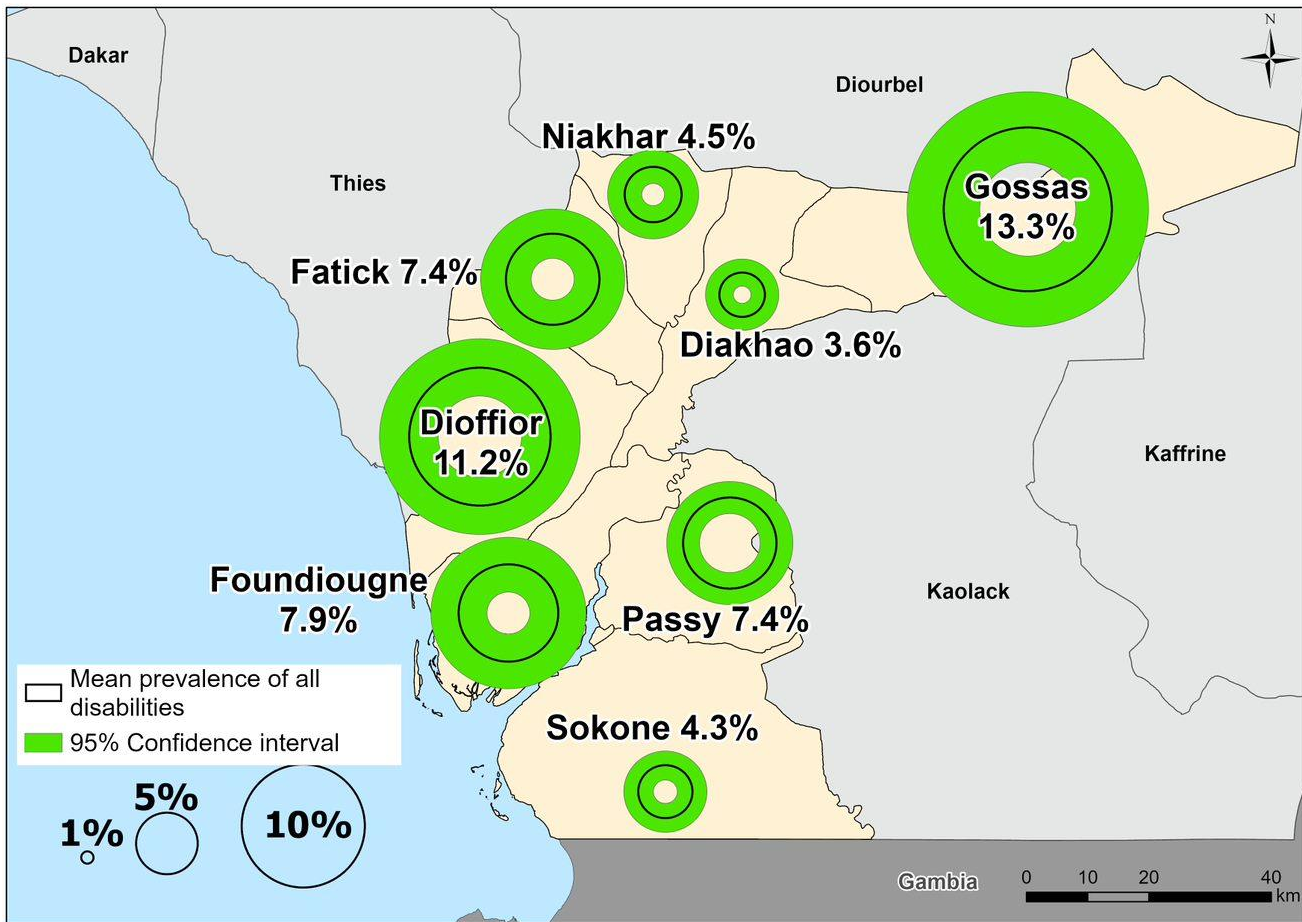 N
Dakar
Diourbel
Niakhar 4.5%
Thies
Gossas
13.3%
Fatick 7.4%
Diakhao 3.6%
Dioffior
11.2%
Kaffrine
Foundiougne
7.9%
Kaolack
Passy 7.4%
Mean prevalence of all
disabilities
95% Confidence interval
Sokone 4.3%
1%
5%
10%
Gambia
0 10 20 40
km